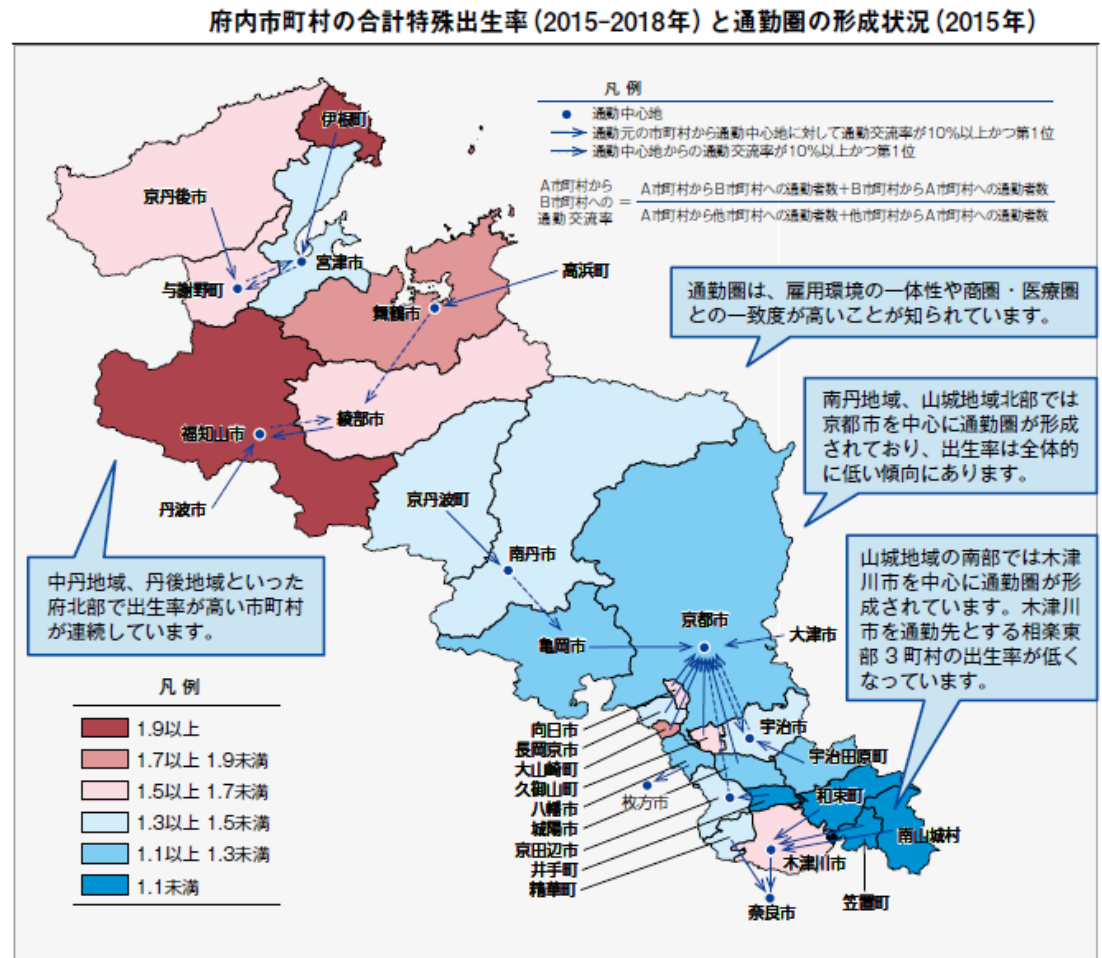 府内市町村の合計特殊出生率(2015-2018年)と通勤圏の形成状況(2015年)
凡例
通勤中心地
通勤元の市町村から通勤中心地に対して通勤交流率が10%以上かつ第1位
通勤中心地からの通勤交流率が10%以上かつ第1位
A市町村から
B市町村への
通勤交流率
=
A市町村からB市町村への通勤者数+B市町村からA市町村への通勤者数
A市町村から他市町村への通勤者数+他市町村からA市町村への通勤者数
伊根町
京丹後市
宮津市
与謝野町
高浜町
舞鶴市
通勤圏は、雇用環境の一体性や商圏・医療圏
との一致度が高いことが知られています。
綾部市
福知山市
丹波市
南丹地域、山城地域北部では
京都市を中心に通勤圏が形成
されており、出生率は全体的
に低い傾向にあります。
京丹波町
南丹市
中丹地域、丹後地域といった
府北部で出生率が高い市町村
が連続しています。
山城地域の南部では木津
川市を中心に通勤圏が形
成されています。木津川
市を通勤先とする相楽東
部3町村の出生率が低く
なっています。
亀岡市
京都市
大津市
凡例
1.9以上
1.7以上 1.9未満
1.5以上 1.7未満
1.3以上 1.5未満
1.1以上 1.3未満
1.1未満
向日市
長岡京市
大山崎町
久御山町
八幡市
城陽市
京田辺市
井手町
精華町
宇治市
宇治田原町
枚方市
和束町
南山城村
木津川市
笠置町
奈良市